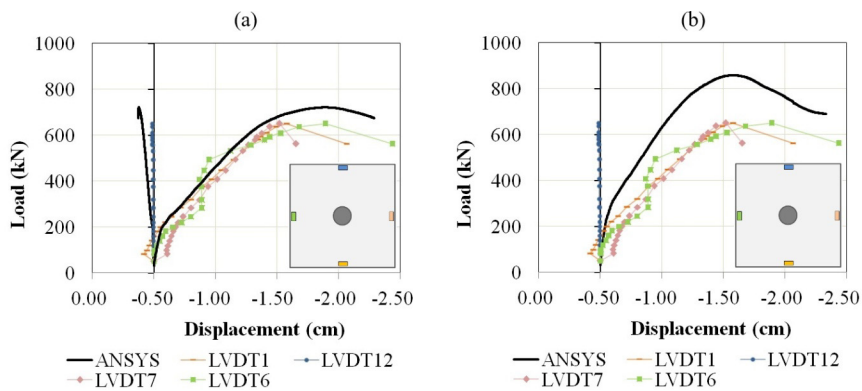 (a)
1000
800
600
400
200
0
Load (kN)
0.00 -0.50 -1.00 -1.50 -2.00 -2.50
Displacement (cm)
ANSYS LVDT1 LVDT12
LVDT7 LVDT6
(b)
1000
800
600
400
200
0
Load (kN)
0.00 -0.50 -1.00 -1.50 -2.00 -2.50
Displacement (cm)
ANSYS LVDT1 LVDT12
LVDT7 LVDT6